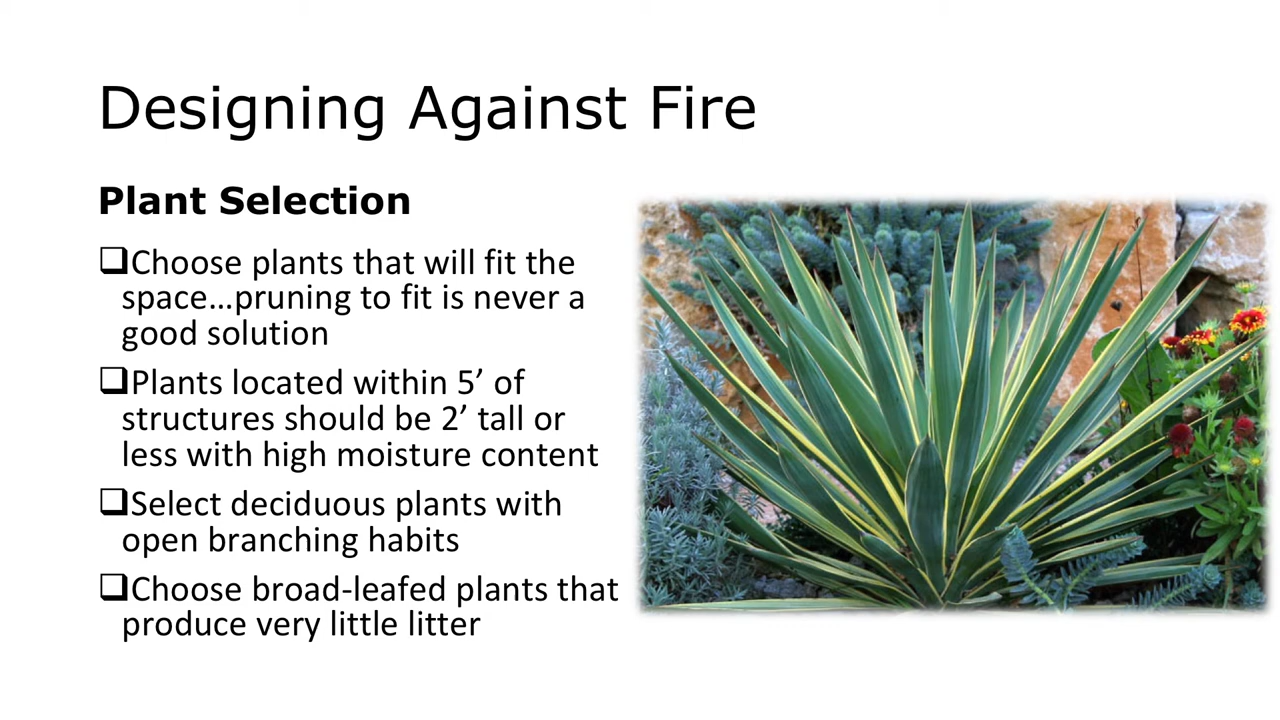 Designing Against Fire
Plant Selection
❑Choose plants that will fit the
space…pruning to fit is never a
good solution
❑Plants located within 5’ of
structures should be 2’ tall or
less with high moisture content
❑Select deciduous plants with
open branching habits
❑Choose broad-leafed plants that
produce very little litter